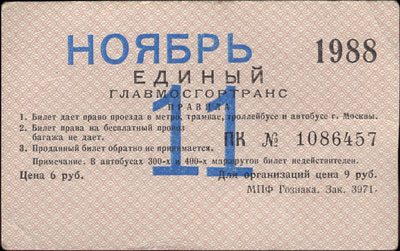 НОЯБРЬ 1988
ЕДИНЫЙ
ГЛАВМОСГОРТРАНС
11
ПРАВИЛА
1. Билет дает право проезда в метро, трамвае, троллейбусе и автобусе г. Москвы.
2. Билет права на бесплатный провоз
багажа не дает.
ПК № 1086457
3. Проданный билет обратно не принимается.
Примечание. В автобусах 300-х и 400-х маршрутов билет недействителен.
Цена 6 руб. Для организаций цена 9 руб.
МПФ Гознака. Зак. 3971.